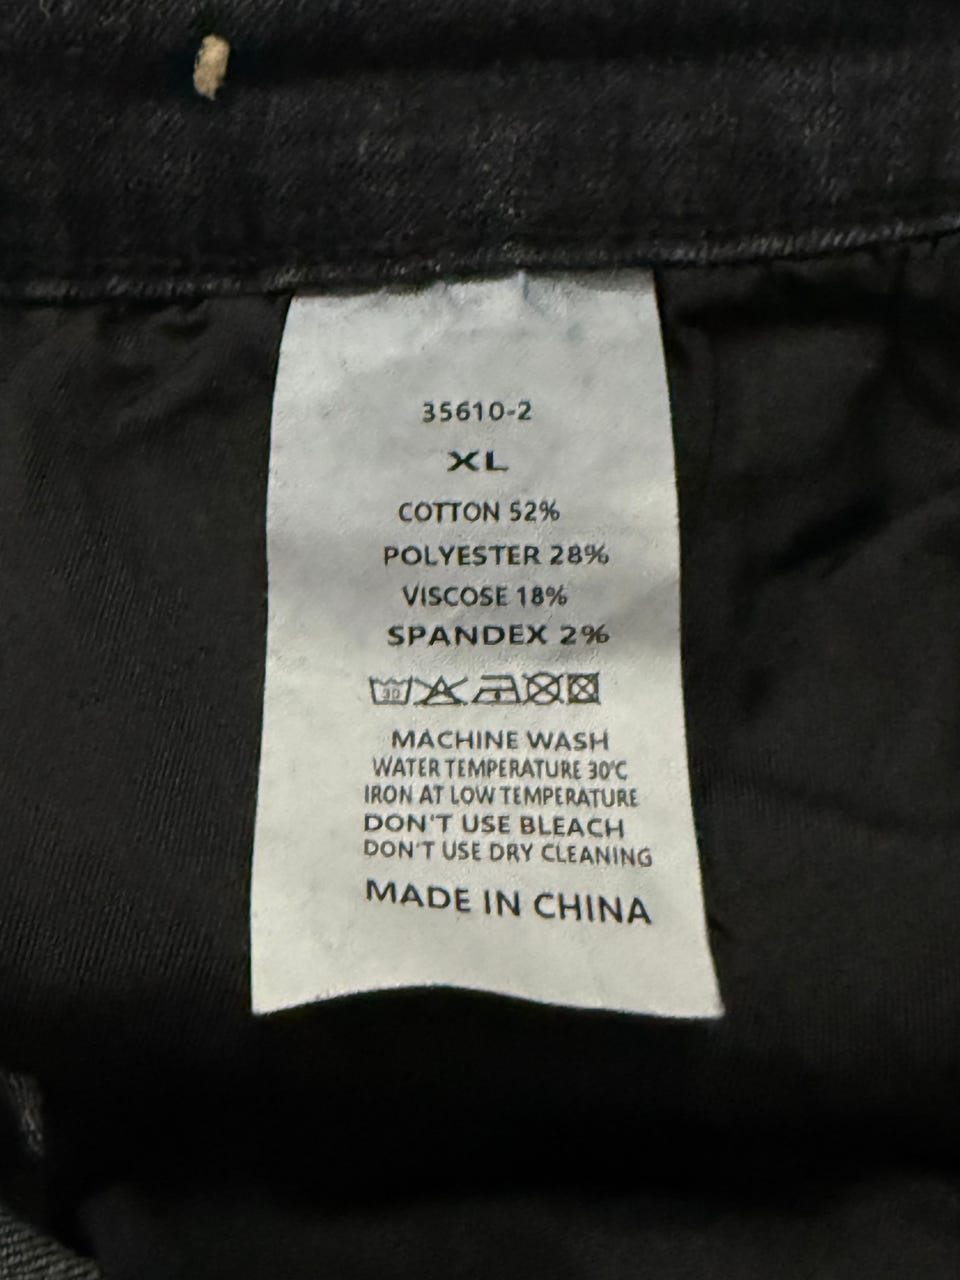 35610-2
XL
COTTON 52%
POLYESTER 28%
VISCOSE 18%
SPANDEX 2%
30
MACHINE WASH
WATER TEMPERATURE 30℃
IRON AT LOW TEMPERATURE
DON'T USE BLEACH
DON'T USE DRY CLEANING
MADE IN CHINA